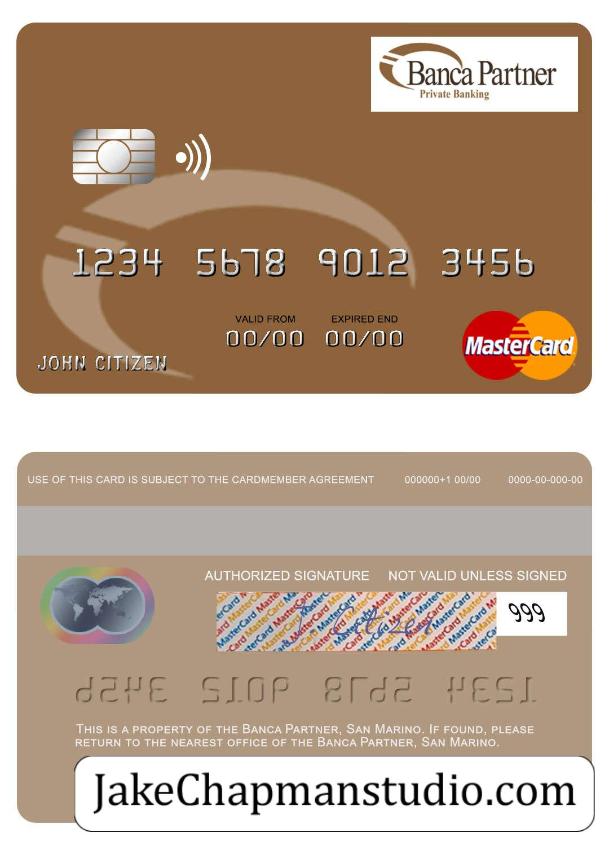 Banca Partner
Private Banking
1234 5678 9012 3456
VALID FROM EXPIRED END
00/00 00/00
JOHN CITIZEN
MasterCard
USE OF THIS CARD IS SUBJECT TO THE CARDMEMBER AGREEMENT 000000+1 00/00 0000-00-000-00
AUTHORIZED SIGNATURE NOT VALID UNLESS SIGNED
J. Citizen
999
THIS IS A PROPERTY OF THE BANCA PARTNER, SAN MARINO. IF FOUND, PLEASE
RETURN TO THE NEAREST OFFICE OF THE BANCA PARTNER, SAN MARINO.
JakeChapmanstudio.com